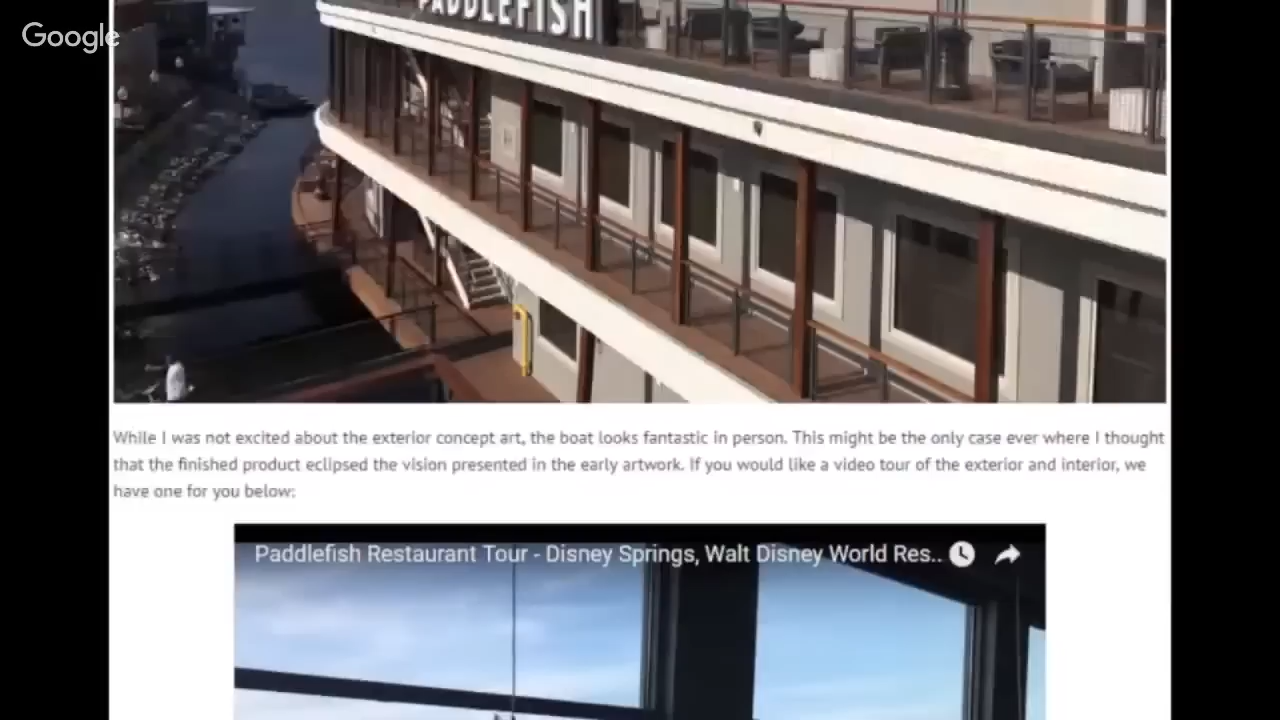 Google
PADDLEFISH
While I was not excited about the exterior concept art, the boat looks fantastic in person. This might be the only case ever where I thought
that the finished product eclipsed the vision presented in the early artwork. If you would like a video tour of the exterior and interior, we
have one for you below:
Paddlefish Restaurant Tour - Disney Springs, Walt Disney World Res..